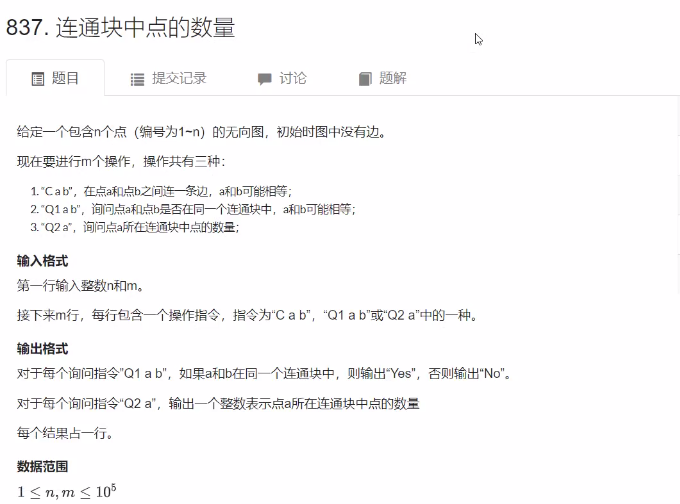 837. 连通块中点的数量
题目 提交记录 讨论 题解
给定一个包含n个点（编号为1~n）的无向图，初始时图中没有边。
现在要进行m个操作，操作共有三种：
1. “C a b”，在点a和点b之间连一条边，a和b可能相等；
2. “Q1 a b”，询问点a和点b是否在同一个连通块中，a和b可能相等；
3. “Q2 a”，询问点a所在连通块中点的数量；
输入格式
第一行输入整数n和m。
接下来m行，每行包含一个操作指令，指令为“C a b”，“Q1 a b”或“Q2 a”中的一种。
输出格式
对于每个询问指令”Q1 a b”，如果a和b在同一个连通块中，则输出“Yes”，否则输出“No”。
对于每个询问指令“Q2 a”，输出一个整数表示点a所在连通块中点的数量
每个结果占一行。
数据范围
1 ≤ n, m ≤ 10⁵